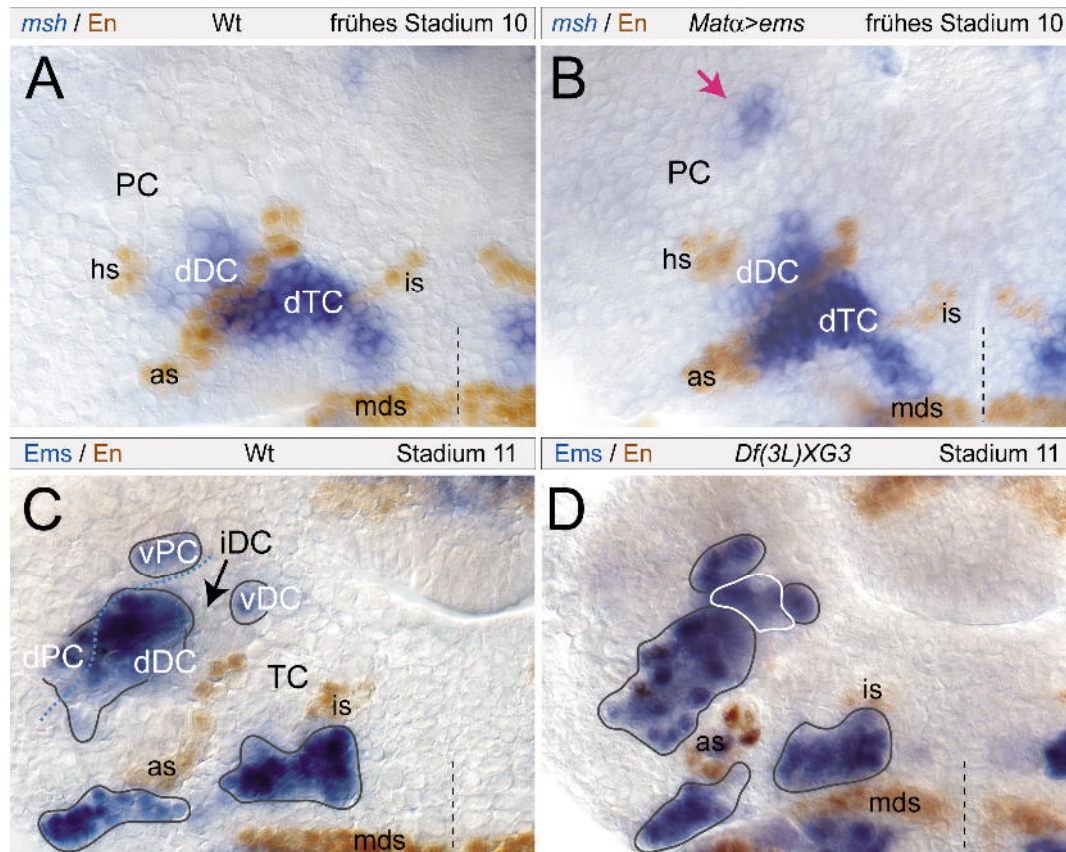 msh / En Wt frühes Stadium 10
msh / En Matα>ems frühes Stadium 10
A
PC
hs
dDC
is
dTC
as
mds
B
PC
hs
dDC
dTC
is
as
mds
Ems / En Wt Stadium 11
Ems / En Df(3L)XG3 Stadium 11
C
vPC iDC
vDC
dPC dDC TC
is
as
mds
D
is
as
mds